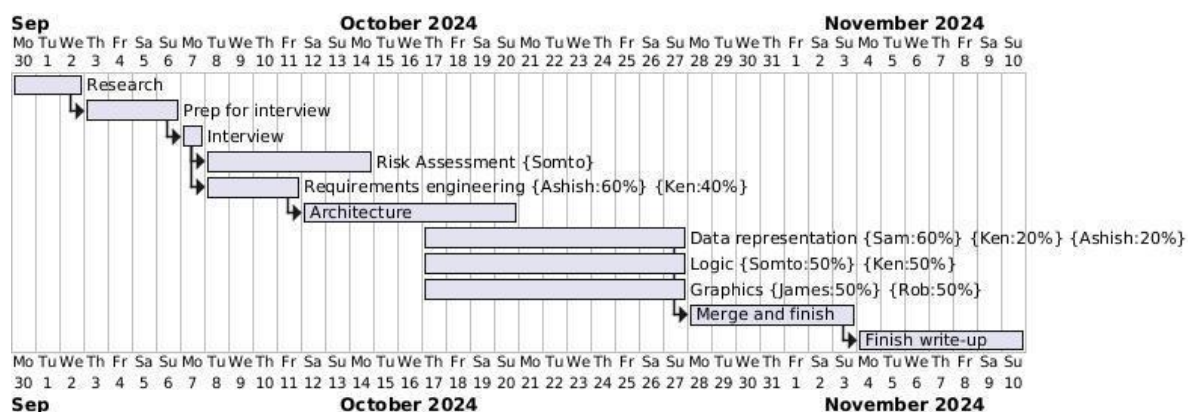 Sep October 2024 November 2024
Mo Tu We Th Fr Sa Su Mo Tu We Th Fr Sa Su Mo Tu We Th Fr Sa Su Mo Tu We Th Fr Sa Su Mo Tu We Th Fr Sa Su Mo Tu We Th Fr Sa Su
30 1 2 3 4 5 6 7 8 9 10 11 12 13 14 15 16 17 18 19 20 21 22 23 24 25 26 27 28 29 30 31 1 2 3 4 5 6 7 8 9 10
Research
Prep for interview
Interview
Risk Assessment {Somto}
Requirements engineering {Ashish:60%} {Ken:40%}
Architecture
Data representation {Sam:60%} {Ken:20%} {Ashish:20%}
Logic {Somto:50%} {Ken:50%}
Graphics {James:50%} {Rob:50%}
Merge and finish
Finish write-up
Mo Tu We Th Fr Sa Su Mo Tu We Th Fr Sa Su Mo Tu We Th Fr Sa Su Mo Tu We Th Fr Sa Su Mo Tu We Th Fr Sa Su Mo Tu We Th Fr Sa Su
30 1 2 3 4 5 6 7 8 9 10 11 12 13 14 15 16 17 18 19 20 21 22 23 24 25 26 27 28 29 30 31 1 2 3 4 5 6 7 8 9 10
Sep October 2024 November 2024